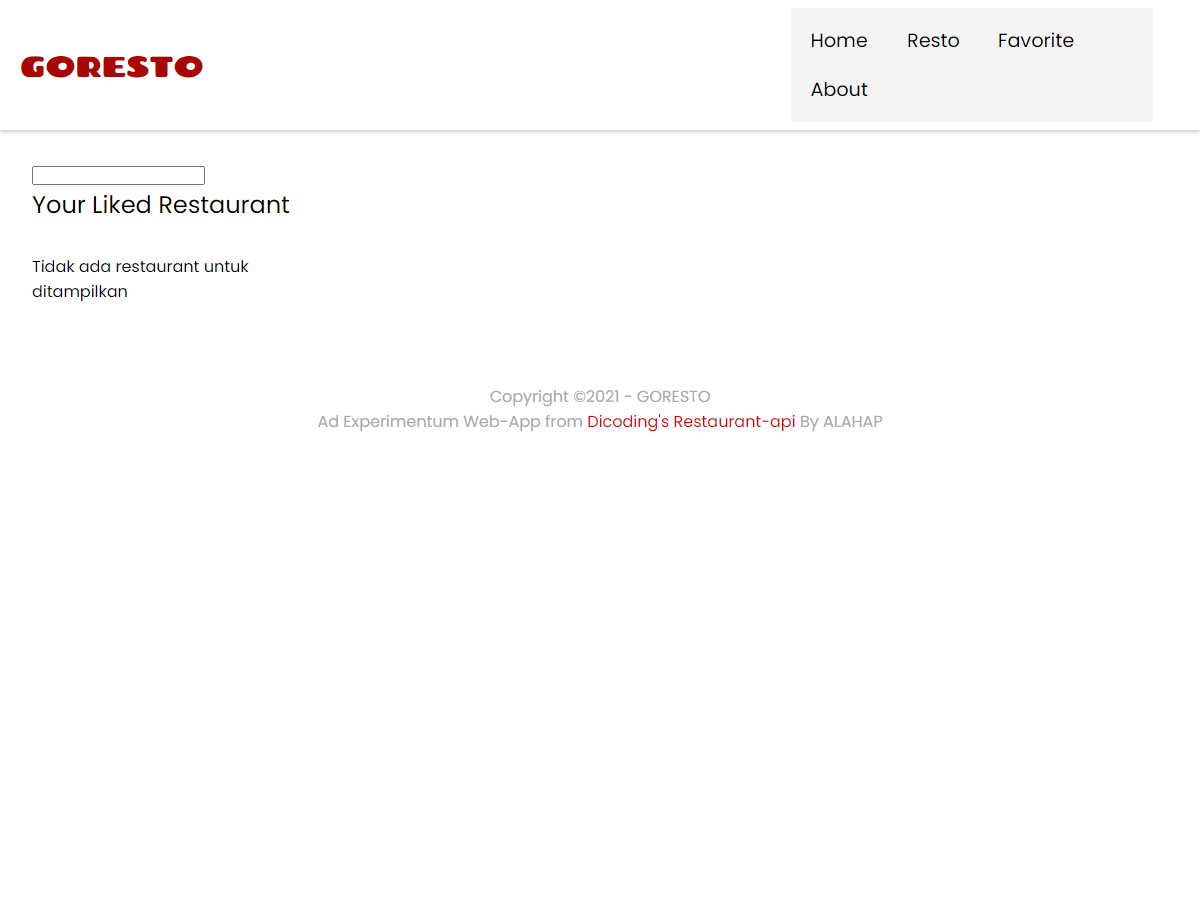 GORESTO
Home Resto Favorite
About
Your Liked Restaurant
Tidak ada restaurant untuk
ditampilkan
Copyright ©2021 - GORESTO
Ad Experimentum Web-App from Dicoding's Restaurant-api By ALAHAP